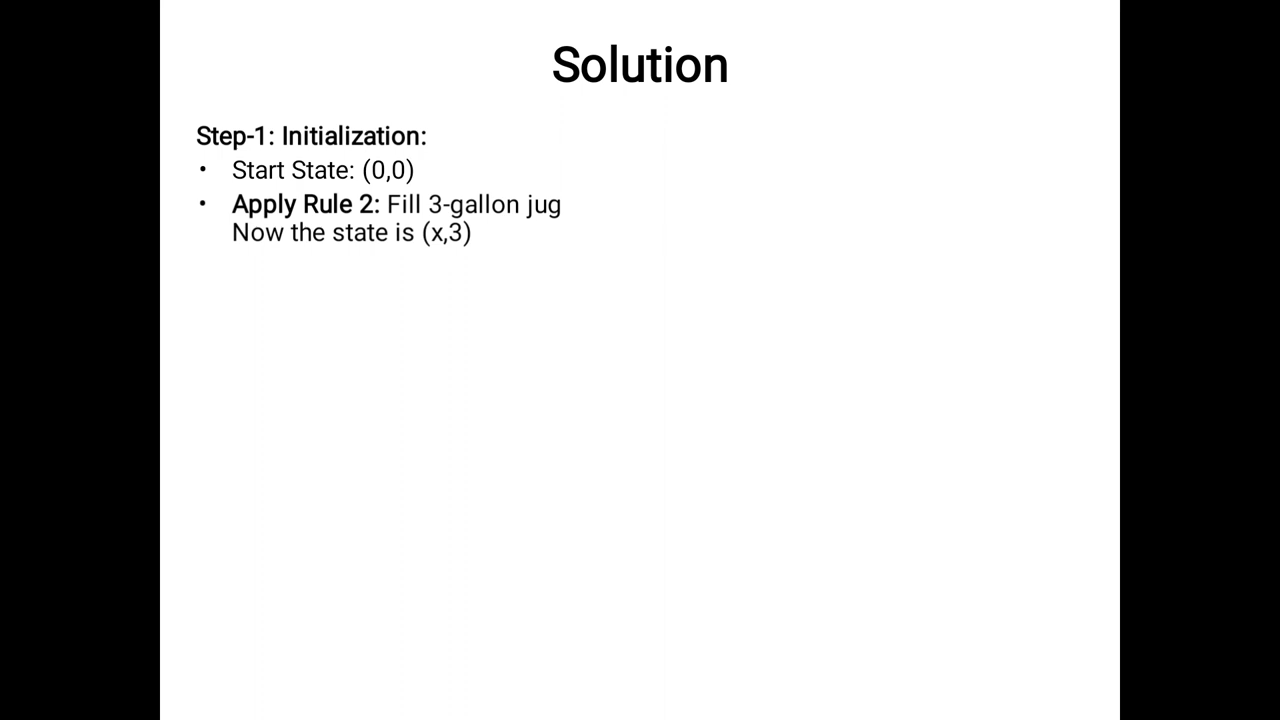 Solution
Step-1: Initialization:
• Start State: (0,0)
• Apply Rule 2: Fill 3-gallon jug
Now the state is (x,3)